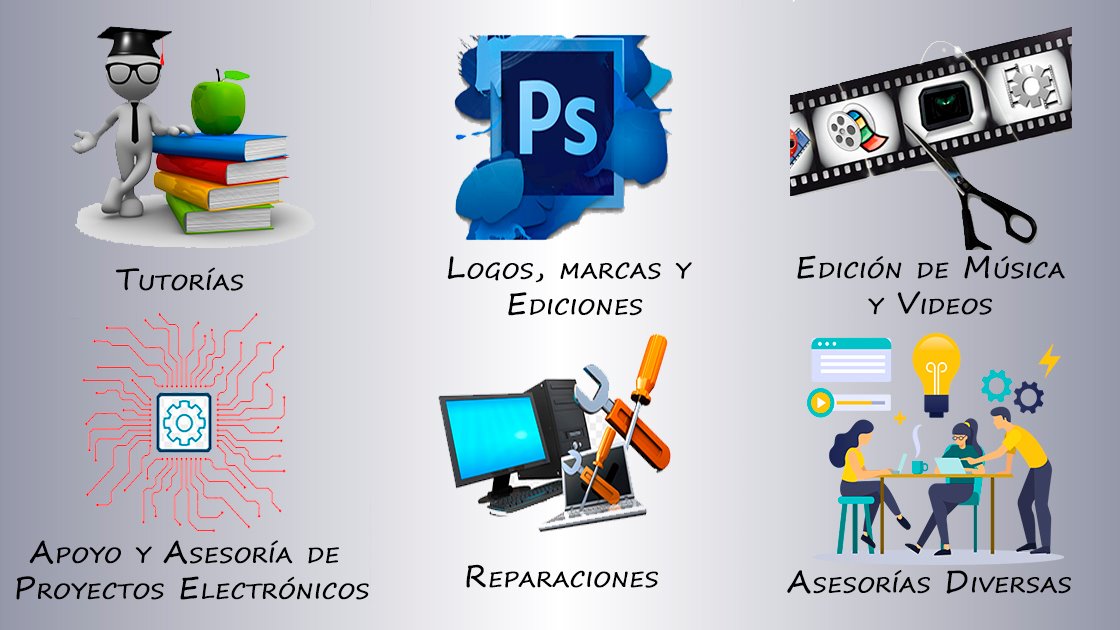 Ps
Tutorías
Logos, marcas y
Ediciones
Edición de Música
y Videos
Apoyo y Asesoría de
Proyectos Electrónicos
Reparaciones
Asesorías Diversas